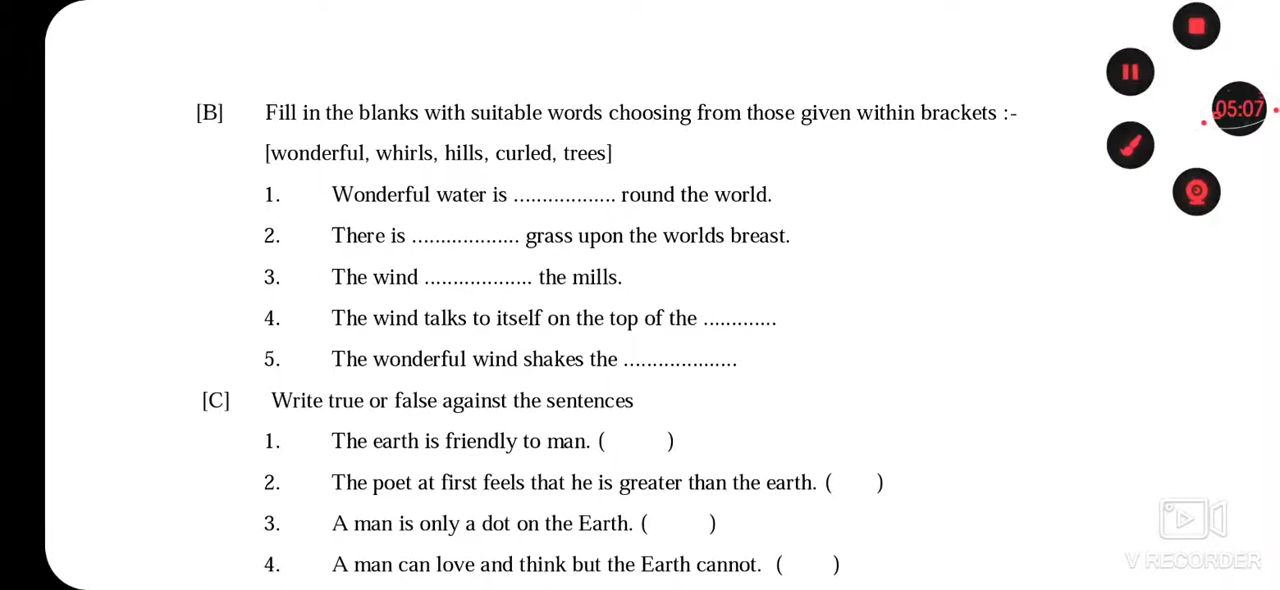 [B] Fill in the blanks with suitable words choosing from those given within brackets :-
[wonderful, whirls, hills, curled, trees]
1. Wonderful water is .................. round the world.
2. There is ................... grass upon the worlds breast.
3. The wind ................... the mills.
4. The wind talks to itself on the top of the .............
5. The wonderful wind shakes the ....................
[C] Write true or false against the sentences
1. The earth is friendly to man. ( )
2. The poet at first feels that he is greater than the earth. ( )
3. A man is only a dot on the Earth. ( )
4. A man can love and think but the Earth cannot. ( )
05:07
V RECORDER